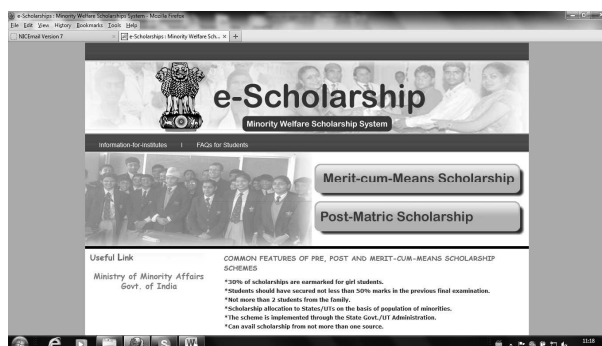 e-Scholarships : Minority Welfare Scholarships System - Mozilla Firefox
File Edit View History Bookmarks Tools Help
NICEmail Version 7
e-Scholarships : Minority Welfare Sch...
e-Scholarship
Minority Welfare Scholarship System
Information-for-Institutes | FAQs for Students
Merit-cum-Means Scholarship
Post-Matric Scholarship
Useful Link
Ministry of Minority Affairs
Govt. of India
COMMON FEATURES OF PRE, POST AND MERIT-CUM-MEANS SCHOLARSHIP
SCHEMES
*30% of scholarships are earmarked for girl students.
*Students should have secured not less than 50% marks in the previous final examination.
*Not more than 2 students from the family.
*Scholarship allocation to States/UTs on the basis of population of minorities.
*The scheme is implemented through the State Govt./UT Administration.
*Can avail scholarship from not more than one source.
11:18